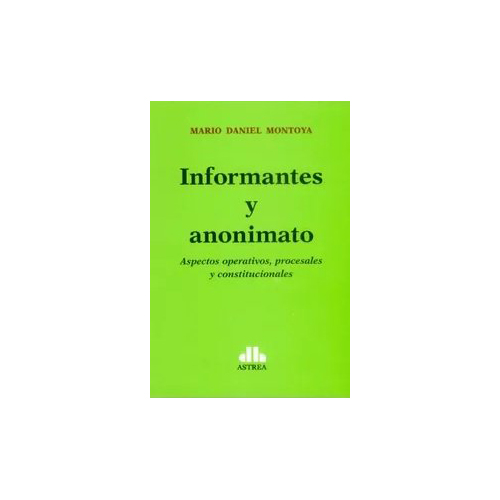 MARIO DANIEL MONTOYA
Informantes
y
anonimato
Aspectos operativos, procesales
y constitucionales
ASTREA